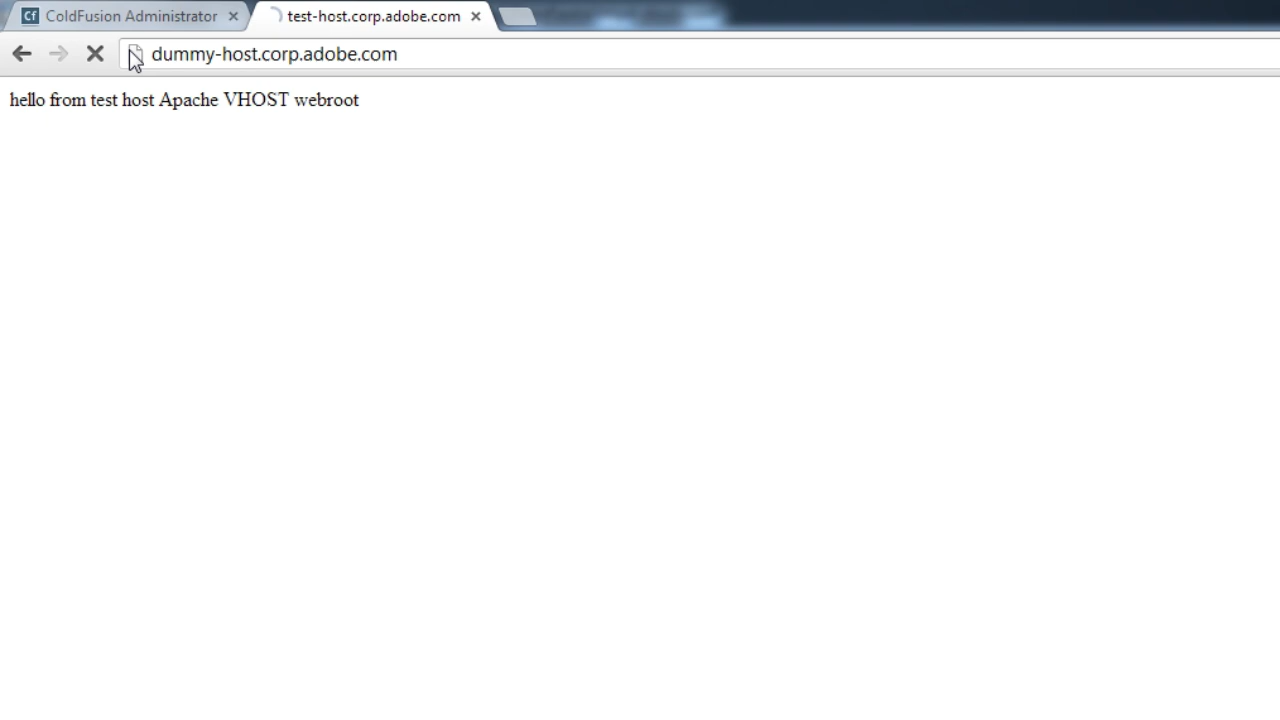 Cf ColdFusion Administrator
test-host.corp.adobe.com
dummy-host.corp.adobe.com
hello from test host Apache VHOST webroot